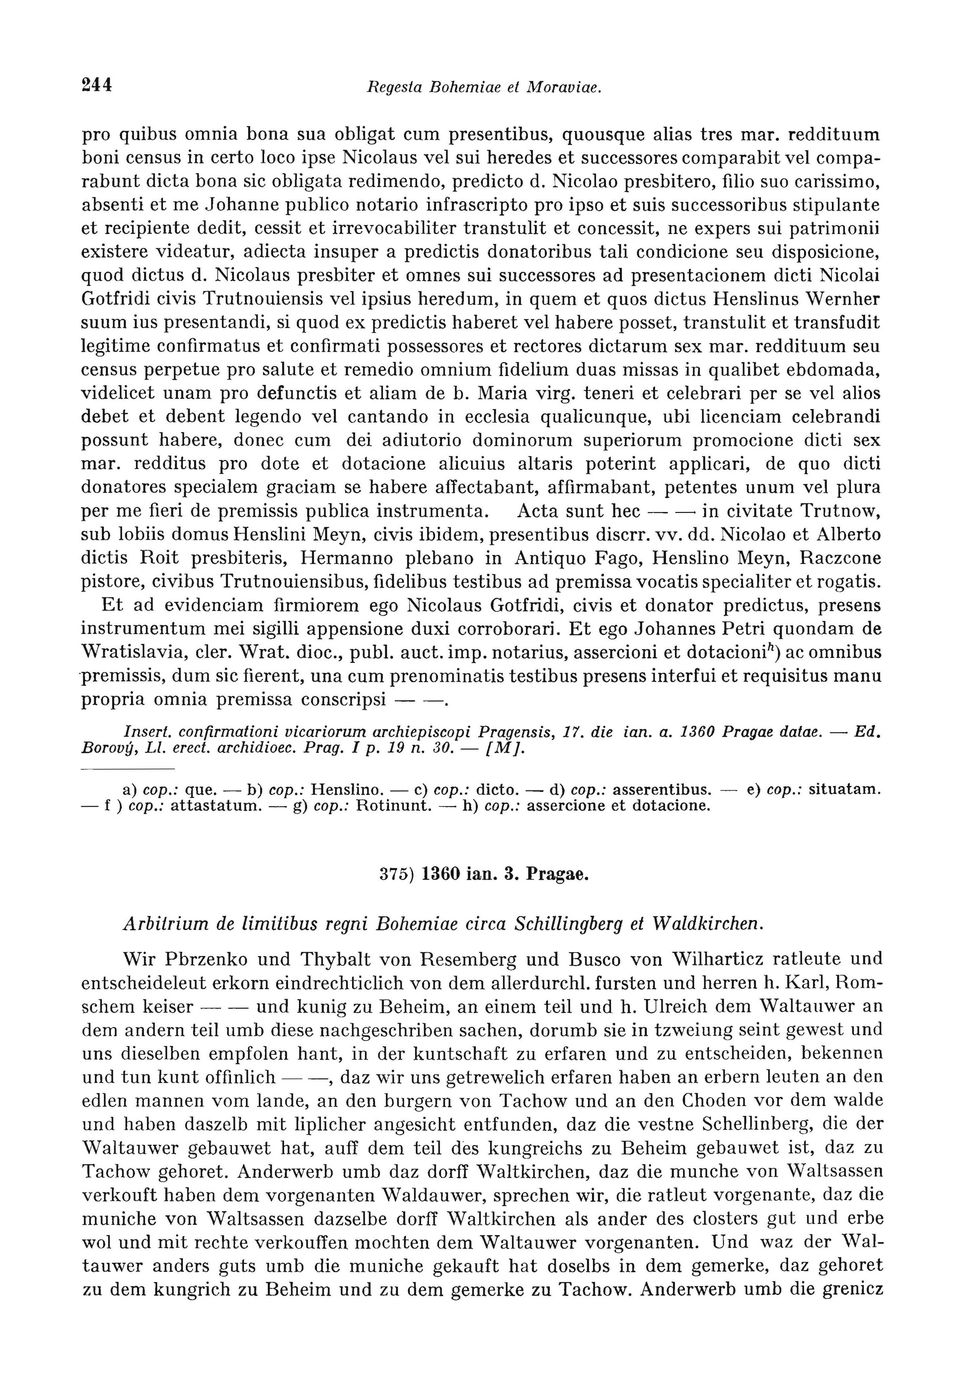 244
Regesta Bohemiae et Moraviae.
pro quibus omnia bona sua obligat cum presentibus, quousque alias tres mar. reddituum
boni census in certo loco ipse Nicolaus vel sui heredes et successores comparabit vel compa-
rabunt dicta bona sic obligata redimendo, predicto d. Nicolao presbitero, filio suo carissimo,
absenti et me Johanne publico notario infrascripto pro ipso et suis successoribus stipulante
et recipiente dedit, cessit et irrevocabiliter transtulit et concessit, ne expers sui patrimonii
existere videatur, adiecta insuper a predictis donatoribus tali condicione seu disposicione,
quod dictus d. Nicolaus presbiter et omnes sui successores ad presentacionem dicti Nicolai
Gotfridi civis Trutnouiensis vel ipsius heredum, in quem et quos dictus Henslinus Wernher
suum ius presentandi, si quod ex predictis haberet vel habere posset, transtulit et transfudit
legitime confirmatus et confirmati possessores et rectores dictarum sex mar. reddituum seu
census perpetue pro salute et remedio omnium fidelium duas missas in qualibet ebdomada,
videlicet unam pro defunctis et aliam de b. Maria virg. teneri et celebrari per se vel alios
debet et debent legendo vel cantando in ecclesia qualicunque, ubi licenciam celebrandi
possunt habere, donec cum dei adiutorio dominorum superiorum promocione dicti sex
mar. redditus pro dote et dotacione alicuius altaris poterint applicari, de quo dicti
donatores specialem graciam se habere affectabant, affirmabant, petentes unum vel plura
per me fieri de premissis publica instrumenta. Acta sunt hec — — in civitate Trutnow,
sub lobiis domus Henslini Meyn, civis ibidem, presentibus discrr. vv. dd. Nicolao et Alberto
dictis Roit presbiteris, Hermanno plebano in Antiquo Fago, Henslino Meyn, Raczcone
pistore, civibus Trutnouiensibus, fidelibus testibus ad premissa vocatis specialiter et rogatis.
Et ad evidenciam firmiorem ego Nicolaus Gotfridi, civis et donator predictus, presens
instrumentum mei sigilli appensione duxi corroborari. Et ego Johannes Petri quondam de
Wratislavia, cler. Wrat. dioc., publ. auct. imp. notarius, assercioni et dotacioni h) ac omnibus
premissis, dum sic fierent, una cum prenominatis testibus presens interfui et requisitus manu
propria omnia premissa conscripsi — —.
Insert. confirmationi vicariorum archiepiscopi Pragensis, 17. die ian. a. 1360 Pragae datae. — Ed.
Borový, Ll. erect. archidioec. Prag. I p. 19 n. 30. — [M].
a) cop.: que. — b) cop.: Henslino. — c) cop.: dicto. — d) cop.: asserentibus. — e) cop.: situatam.
— f ) cop.: attastatum. — g) cop.: Rotinunt. — h) cop.: assercione et dotacione.
375) 1360 ian. 3. Pragae.
Arbitrium de limitibus regni Bohemiae circa Schillingberg et Waldkirchen.
Wir Pbrzenko und Thybalt von Resemberg und Busco von Wilharticz ratleute und
entscheideleut erkorn eindrechticlich von dem allerdurchl. fursten und herren h. Karl, Rom-
schem keiser — — und kunig zu Beheim, an einem teil und h. Ulreich dem Waltauwer an
dem andern teil umb diese nachgeschriben sachen, dorumb sie in tzweiung seint gewest und
uns dieselben empfolen hant, in der kuntschaft zu erfaren und zu entscheiden, bekennen
und tun kunt offinlich — —, daz wir uns getrewelich erfaren haben an erbern leuten an den
edlen mannen vom lande, an den burgern von Tachow und an den Choden vor dem walde
und haben daszelb mit liplicher angesicht entfunden, daz die vestne Schellinberg, die der
Waltauwer gebauwet hat, auff dem teil des kungreichs zu Beheim gebauwet ist, daz zu
Tachow gehoret. Anderwerb umb daz dorff Waltkirchen, daz die munche von Waltsassen
verkouft haben dem vorgenanten Waldauwer, sprechen wir, die ratleut vorgenante, daz die
muniche von Waltsassen dazselbe dorff Waltkirchen als ander des closters gut und erbe
wol und mit rechte verkouffen mochten dem Waltauwer vorgenanten. Und waz der Wal-
tauwer anders guts umb die muniche gekauft hat doselbs in dem gemerke, daz gehoret
zu dem kungrich zu Beheim und zu dem gemerke zu Tachow. Anderwerb umb die grenicz